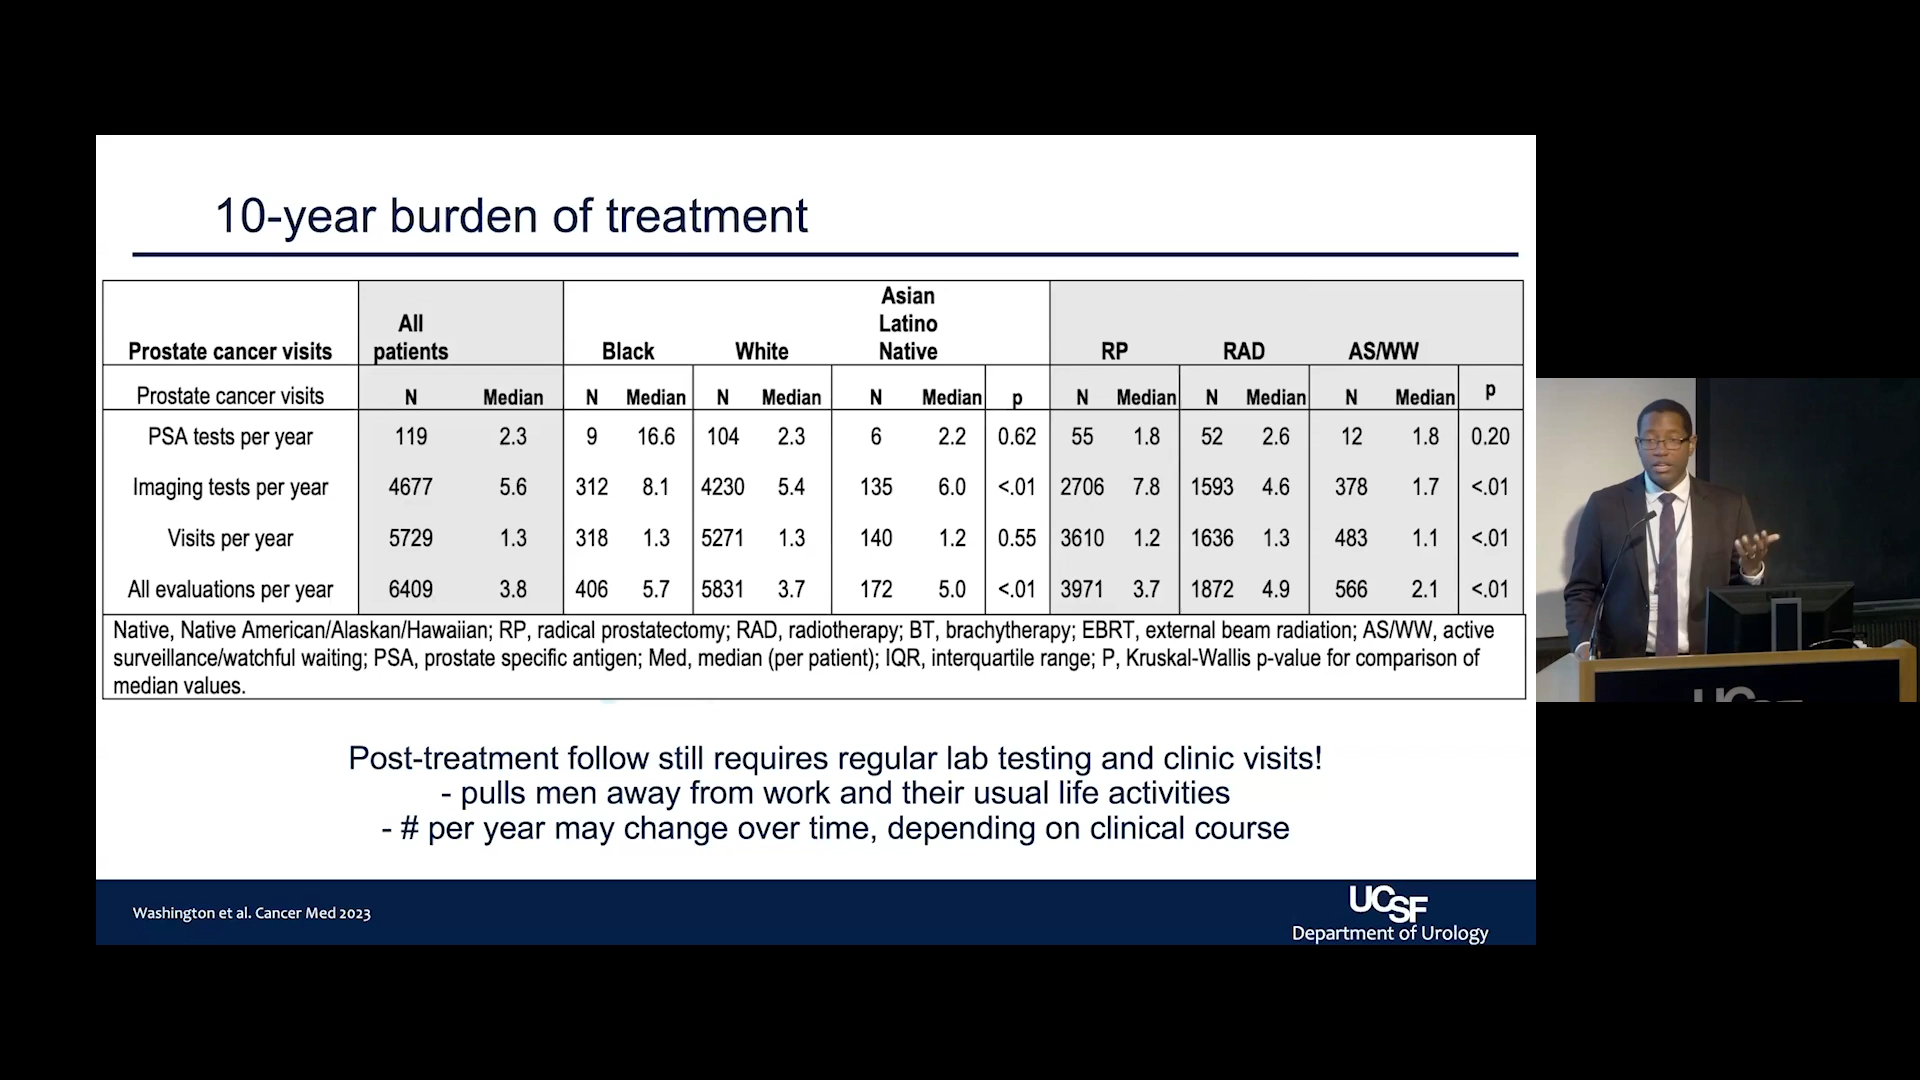 10-year burden of treatment
Asian
All Latino
Prostate cancer visits patients Black White Native RP RAD AS/WW
Prostate cancer visits N Median N Median N Median N Median p N Median N Median N Median p
PSA tests per year 119 2.3 9 16.6 104 2.3 6 2.2 0.62 55 1.8 52 2.6 12 1.8 0.20
Imaging tests per year 4677 5.6 312 8.1 4230 5.4 135 6.0 <.01 2706 7.8 1593 4.6 378 1.7 <.01
Visits per year 5729 1.3 318 1.3 5271 1.3 140 1.2 0.55 3610 1.2 1636 1.3 483 1.1 <.01
All evaluations per year 6409 3.8 406 5.7 5831 3.7 172 5.0 <.01 3971 3.7 1872 4.9 566 2.1 <.01
Native, Native American/Alaskan/Hawaiian; RP, radical prostatectomy; RAD, radiotherapy; BT, brachytherapy; EBRT, external beam radiation; AS/WW, active
surveillance/watchful waiting; PSA, prostate specific antigen; Med, median (per patient); IQR, interquartile range; P, Kruskal-Wallis p-value for comparison of
median values.
Post-treatment follow still requires regular lab testing and clinic visits!
- pulls men away from work and their usual life activities
- # per year may change over time, depending on clinical course
Washington et al. Cancer Med 2023
UCSF
Department of Urology
UCSF